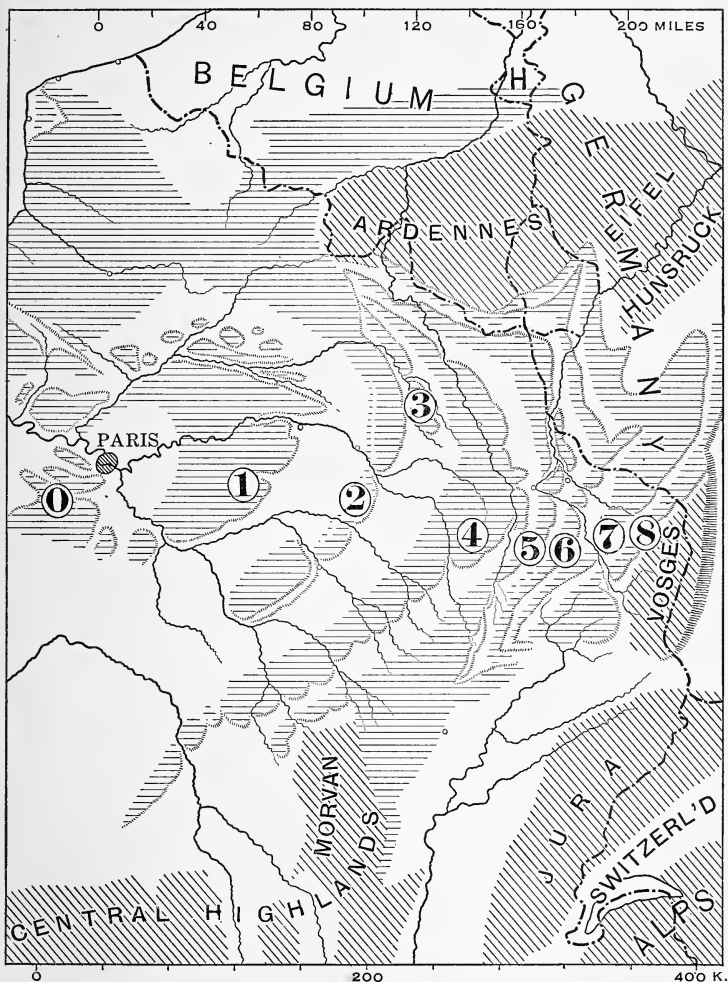 0 40 80 120 160 200 MILES
BELGIUM
H
GERMANY
ARDENNES
EIFEL
HUNSRUCK
PARIS
3
0
1
2
4
5
6
7
8
VOSGES
MORVAN
JURA
SWITZERL'D
ALPS
CENTRAL HIGHLANDS
0 200 400 K.